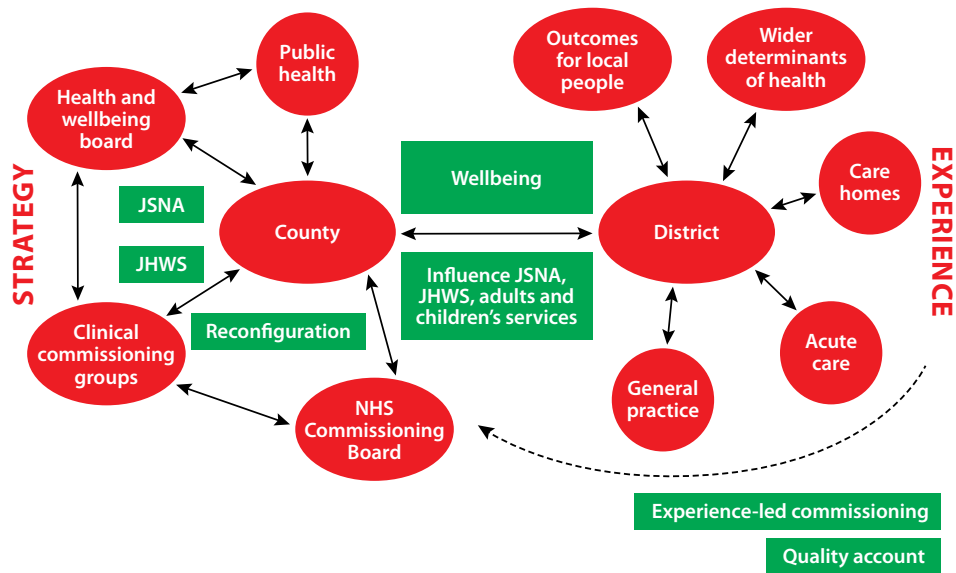 Public
health
Health and
wellbeing
board
STRATEGY
JSNA
JHWS
County
Clinical
commissioning
groups
Reconfiguration
NHS
Commissioning
Board
Wellbeing
Influence JSNA,
JHWS, adults and
children’s services
Outcomes
for local
people
Wider
determinants
of health
Care
homes
District
EXPERIENCE
General
practice
Acute
care
Experience-led commissioning
Quality account